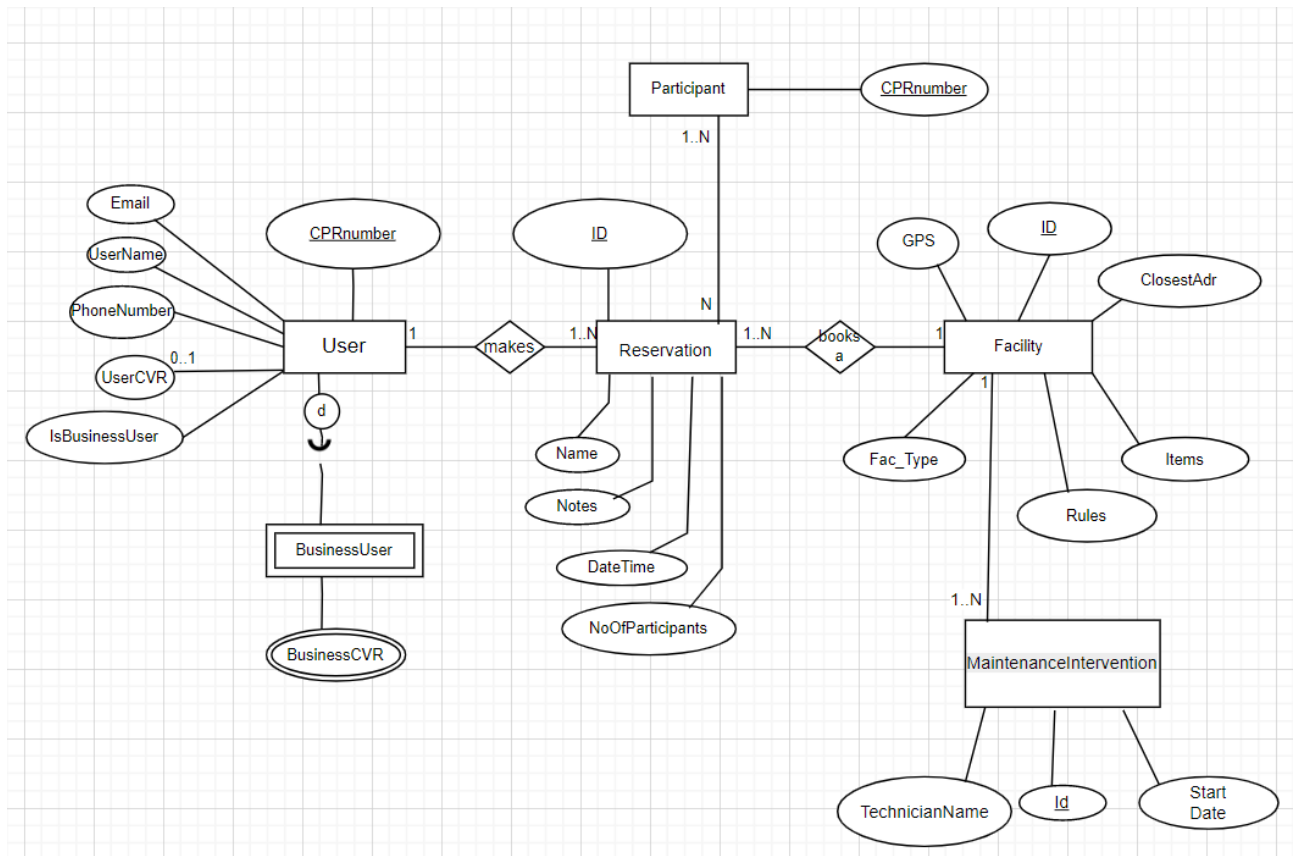 Participant
CPRnumber
1..N
Email
CPRnumber
ID
GPS
ID
UserName
ClosestAdr
PhoneNumber
N
User
1
makes
1..N
Reservation
1..N
books
a
1
Facility
0..1
UserCVR
1
d
IsBusinessUser
Name
Fac_Type
Items
Notes
Rules
BusinessUser
DateTime
1..N
NoOfParticipants
BusinessCVR
MaintenanceIntervention
TechnicianName
Id
Start
Date